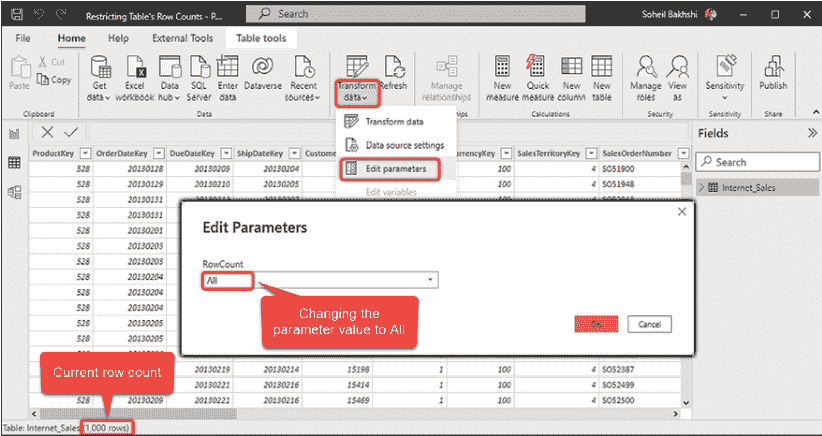 Restricting Table's Row Counts - P...
Search
Soheil Bakhshi
File
Home
Help
External Tools
Table tools
Paste
Cut
Copy
Get
data
Excel
workbook
Data
hub
SQL
Server
Enter
data
Dataverse
Recent
sources
Transform
data
Refresh
Manage
relationships
New
measure
Quick
measure
New
column
New
table
Manage
roles
View
as
Sensitivity
Publish
Clipboard
Data
Calculations
Security
Sensitivity
Share
Transform data
Data source settings
Edit parameters
Edit variables
Fields
Search
Internet_Sales
ProductKey OrderDateKey DueDateKey ShipDateKey Custome urrencyKey SalesTerritoryKey SalesOrderNumber
528 20130128 20130209 20130204 100 4 SO51900
528 20130129 20130210 20130205 100 4 SO51948
528 20130131
528 20130131
528 20130201
528 20130203
528 20130203
528 20130204
528 20130204
528 20130204
528 20130205
528 20130205
Edit Parameters
RowCount
All
Changing the
parameter value to All
Cancel
Current row count
20130219 20130214 15198 1 100 4 SO52387
20130221 20130216 15414 1 100 4 SO52499
528 20130209 20130221 20130216 15469 1 100 4 SO52500
Table: Internet_Sales (1,000 rows)